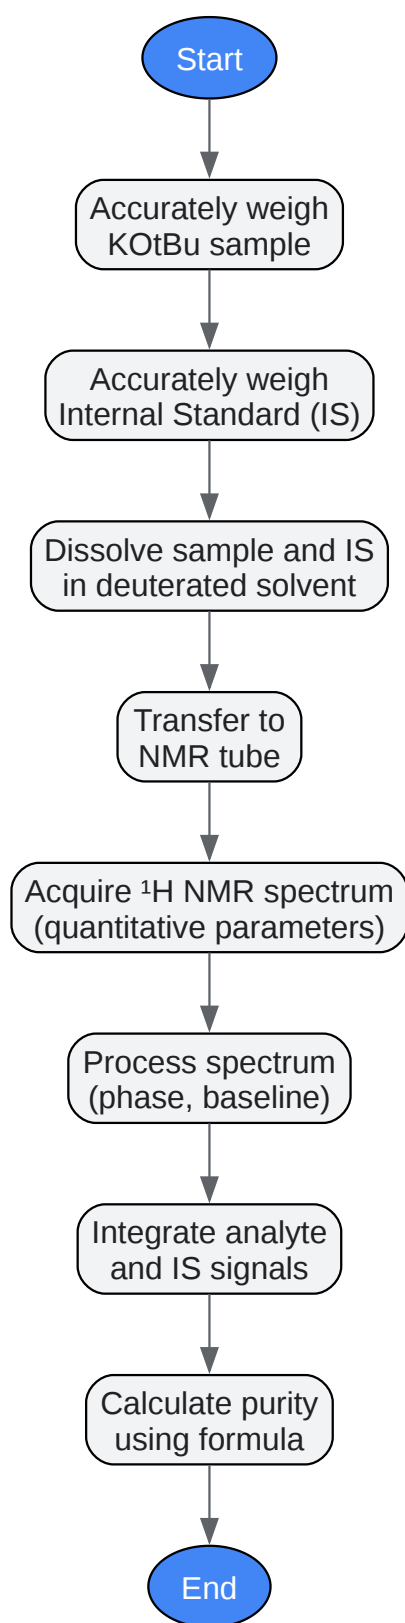 Start
Accurately weigh
KOtBu sample
Accurately weigh
Internal Standard (IS)
Dissolve sample and IS
in deuterated solvent
Transfer to
NMR tube
Acquire ¹H NMR spectrum
(quantitative parameters)
Process spectrum
(phase, baseline)
Integrate analyte
and IS signals
Calculate purity
using formula
End